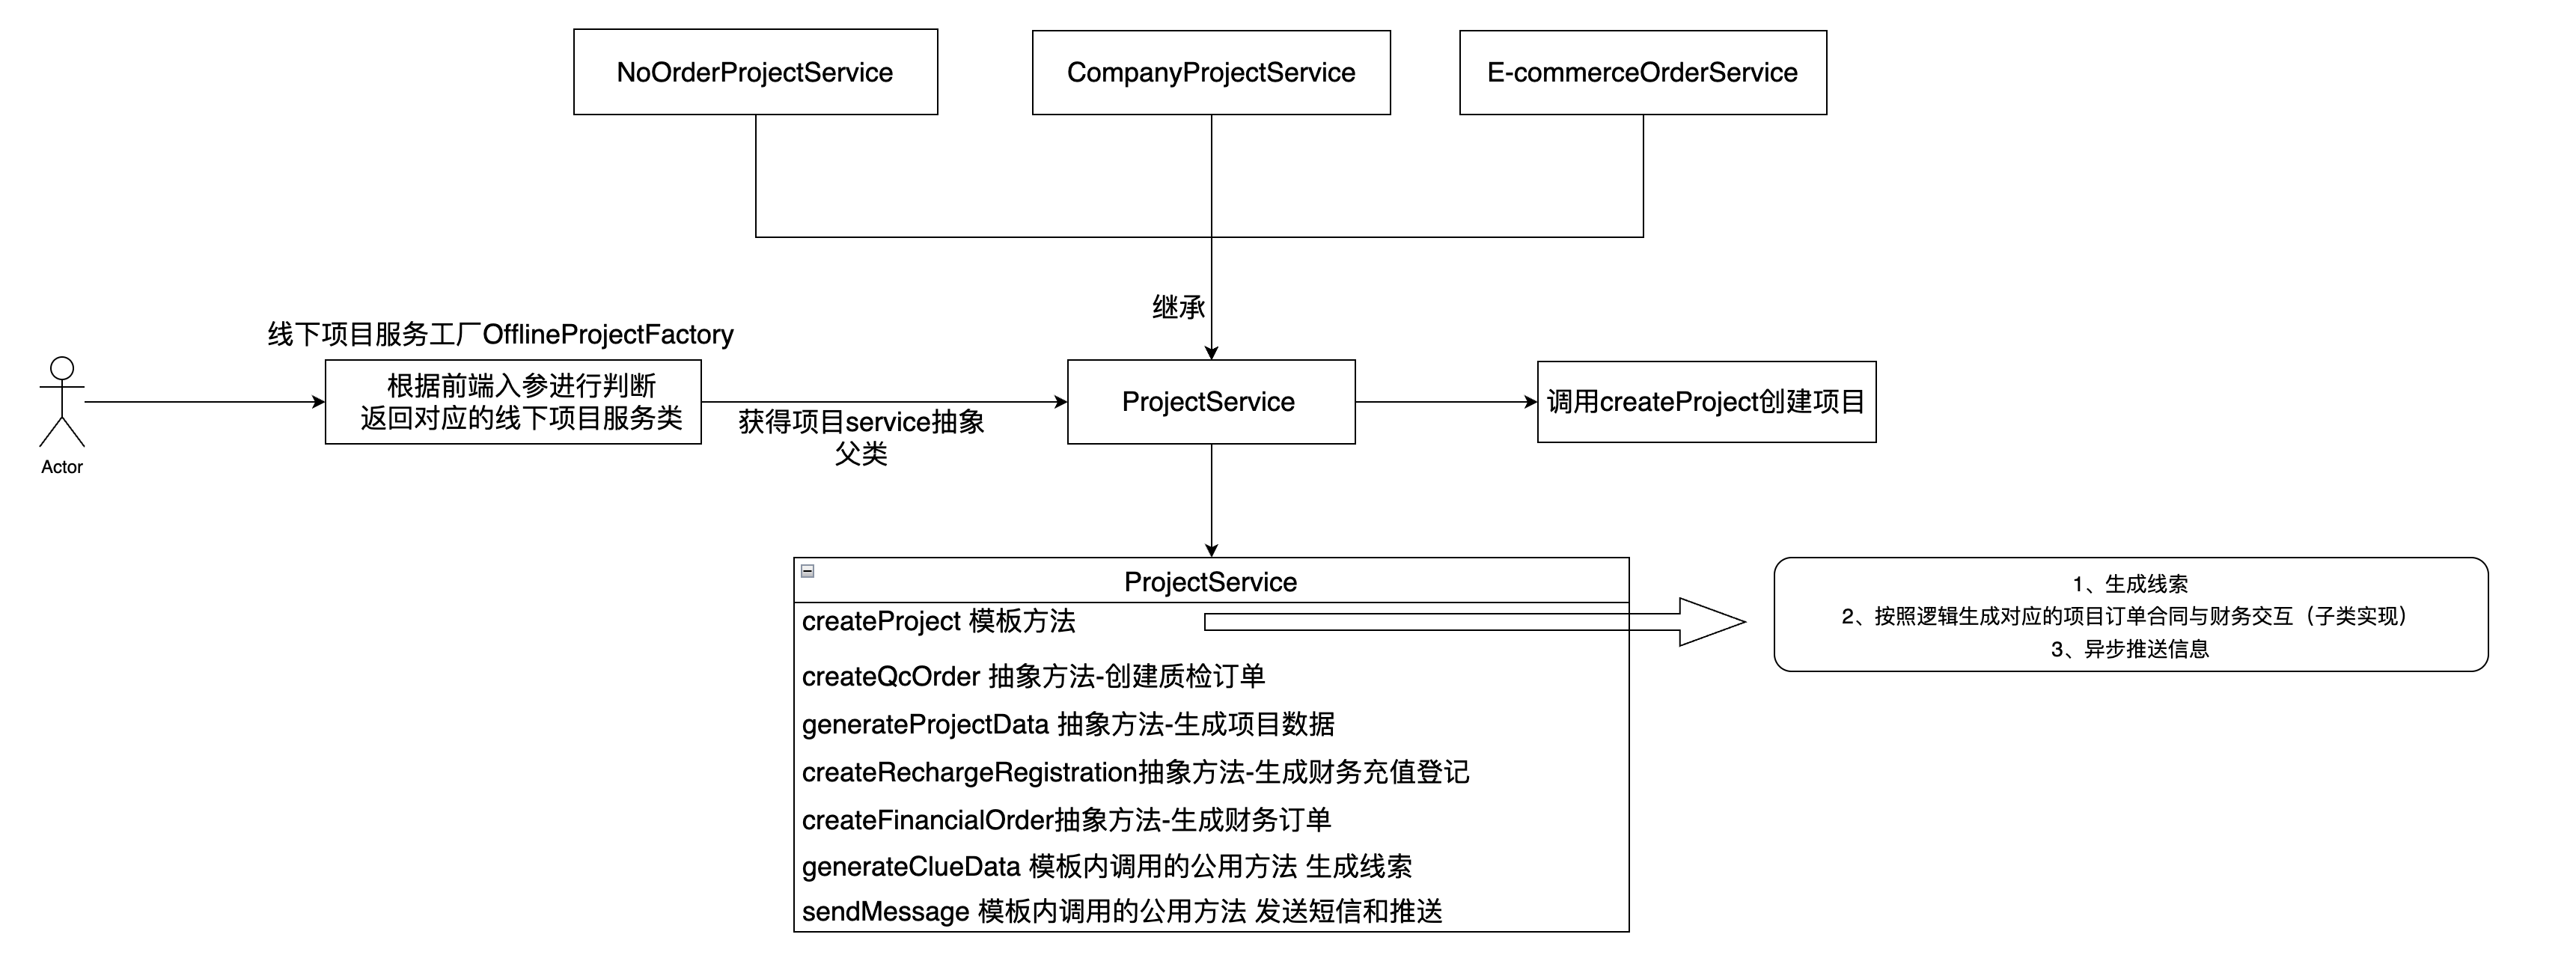 NoOrderProjectService
CompanyProjectService
E-commerceOrderService
继承
线下项目服务工厂OfflineProjectFactory
根据前端入参进行判断
返回对应的线下项目服务类
获得项目service抽象
父类
ProjectService
调用createProject创建项目
Actor
ProjectService
createProject 模板方法
createQcOrder 抽象方法-创建质检订单
generateProjectData 抽象方法-生成项目数据
createRechargeRegistration抽象方法-生成财务充值登记
createFinancialOrder抽象方法-生成财务订单
generateClueData 模板内调用的公用方法 生成线索
sendMessage 模板内调用的公用方法 发送短信和推送
1、生成线索
2、按照逻辑生成对应的项目订单合同与财务交互（子类实现）
3、异步推送信息